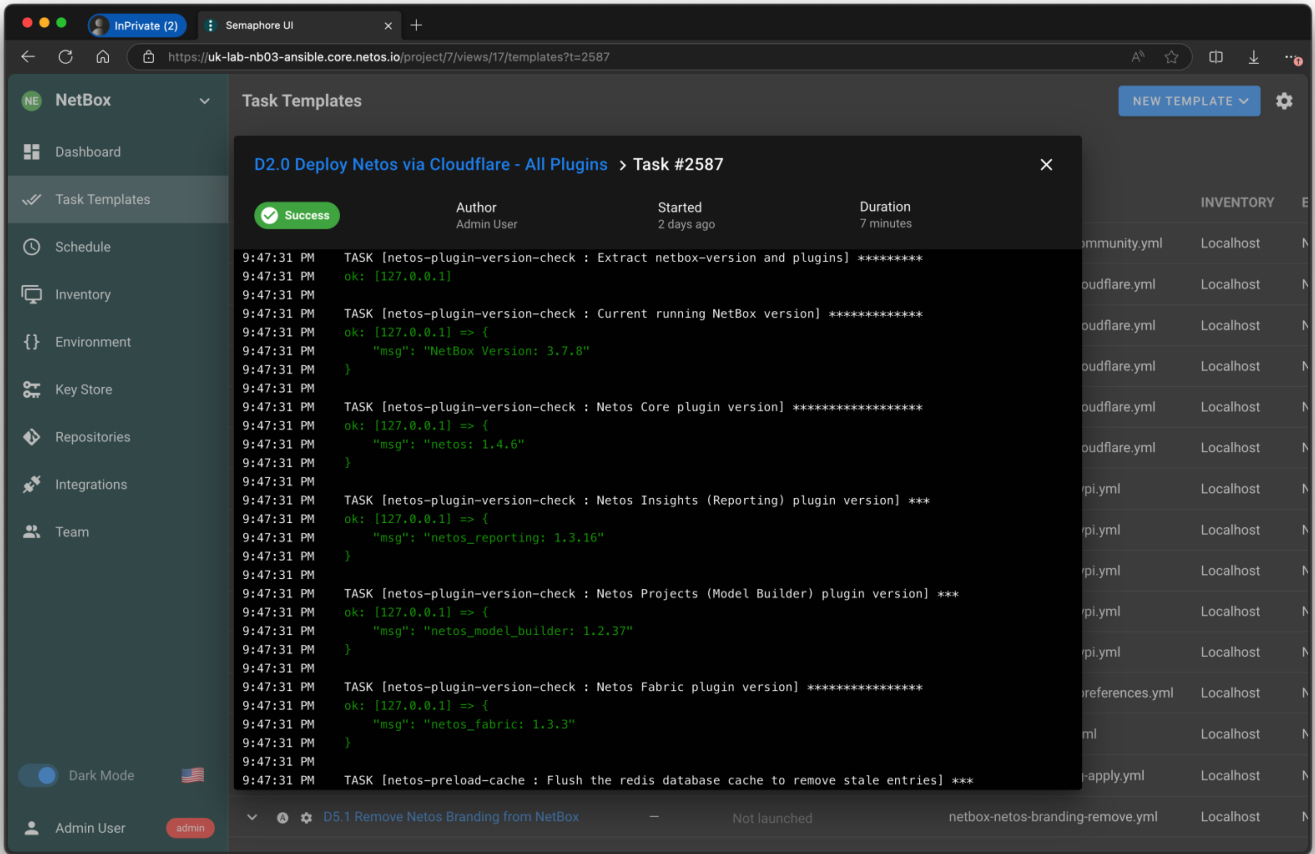 InPrivate (2)
Semaphore UI
https://uk-lab-nb03-ansible.core.netos.io/project/7/views/17/templates?t=2587
NE NetBox
Task Templates
NEW TEMPLATE
Dashboard
Task Templates
Schedule
Inventory
Environment
Key Store
Repositories
Integrations
Team
Dark Mode
Admin User admin
D2.0 Deploy Netos via Cloudflare - All Plugins > Task #2587
Success
Author
Admin User
Started
2 days ago
Duration
7 minutes
9:47:31 PM TASK [netos-plugin-version-check : Extract netbox-version and plugins] *********
9:47:31 PM ok: [127.0.0.1]
9:47:31 PM
9:47:31 PM TASK [netos-plugin-version-check : Current running NetBox version] *************
9:47:31 PM ok: [127.0.0.1] => {
9:47:31 PM "msg": "NetBox Version: 3.7.8"
9:47:31 PM }
9:47:31 PM
9:47:31 PM TASK [netos-plugin-version-check : Netos Core plugin version] ******************
9:47:31 PM ok: [127.0.0.1] => {
9:47:31 PM "msg": "netos: 1.4.6"
9:47:31 PM }
9:47:31 PM
9:47:31 PM TASK [netos-plugin-version-check : Netos Insights (Reporting) plugin version] ***
9:47:31 PM ok: [127.0.0.1] => {
9:47:31 PM "msg": "netos_reporting: 1.3.16"
9:47:31 PM }
9:47:31 PM
9:47:31 PM TASK [netos-plugin-version-check : Netos Projects (Model Builder) plugin version] ***
9:47:31 PM ok: [127.0.0.1] => {
9:47:31 PM "msg": "netos_model_builder: 1.2.37"
9:47:31 PM }
9:47:31 PM
9:47:31 PM TASK [netos-plugin-version-check : Netos Fabric plugin version] ****************
9:47:31 PM ok: [127.0.0.1] => {
9:47:31 PM "msg": "netos_fabric: 1.3.3"
9:47:31 PM }
9:47:31 PM
9:47:31 PM TASK [netos-preload-cache : Flush the redis database cache to remove stale entries] ***
INVENTORY E
ommunity.yml Localhost N
oudflare.yml Localhost N
oudflare.yml Localhost N
oudflare.yml Localhost N
oudflare.yml Localhost N
oudflare.yml Localhost N
ypi.yml Localhost N
ypi.yml Localhost N
ypi.yml Localhost N
ypi.yml Localhost N
ypi.yml Localhost N
references.yml Localhost N
ml Localhost N
-apply.yml Localhost N
A D5.1 Remove Netos Branding from NetBox — Not launched netbox-netos-branding-remove.yml Localhost N